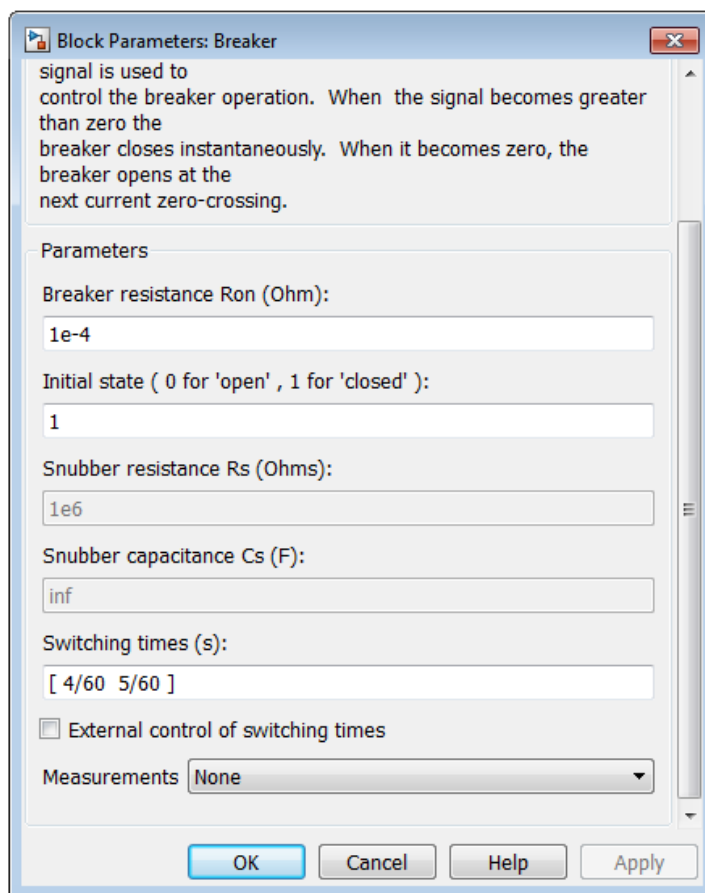 Block Parameters: Breaker
signal is used to
control the breaker operation.  When  the signal becomes greater
than zero the
breaker closes instantaneously.  When it becomes zero, the
breaker opens at the
next current zero-crossing.
Parameters
Breaker resistance Ron (Ohm):
1e-4
Initial state ( 0 for 'open' , 1 for 'closed' ):
1
Snubber resistance Rs (Ohms):
1e6
Snubber capacitance Cs (F):
inf
Switching times (s):
[ 4/60  5/60 ]
External control of switching times
Measurements None
OK Cancel Help Apply